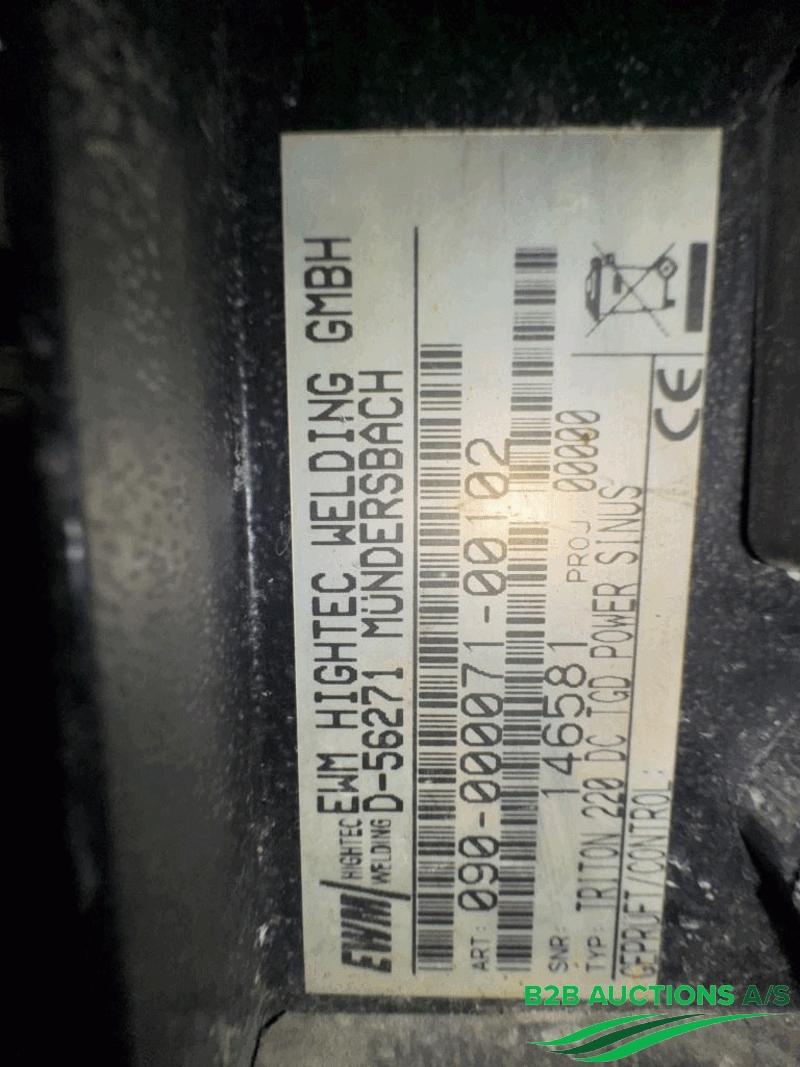 EWM HIGHTEC WELDING
EWM HIGHTEC WELDING GMBH
D-56271 MÜNDERSBACH
ART: 090-000071-00102
SNR: 146581 PROJ 00000
TYP: TRITON 220 DC TGD POWER SINUS
GEPRUFT/CONTROL:
CE
B2B AUCTIONS A/S